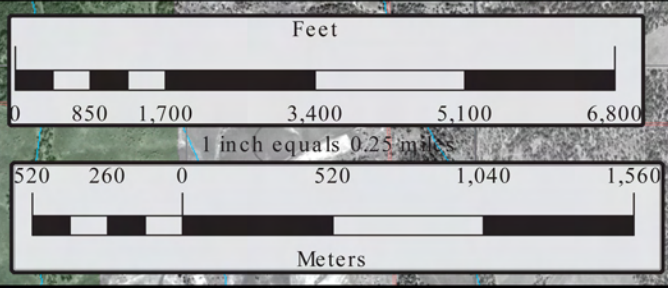 Feet
0 850 1,700 3,400 5,100 6,800
1 inch equals 0.25 miles
520 260 0 520 1,040 1,560
Meters